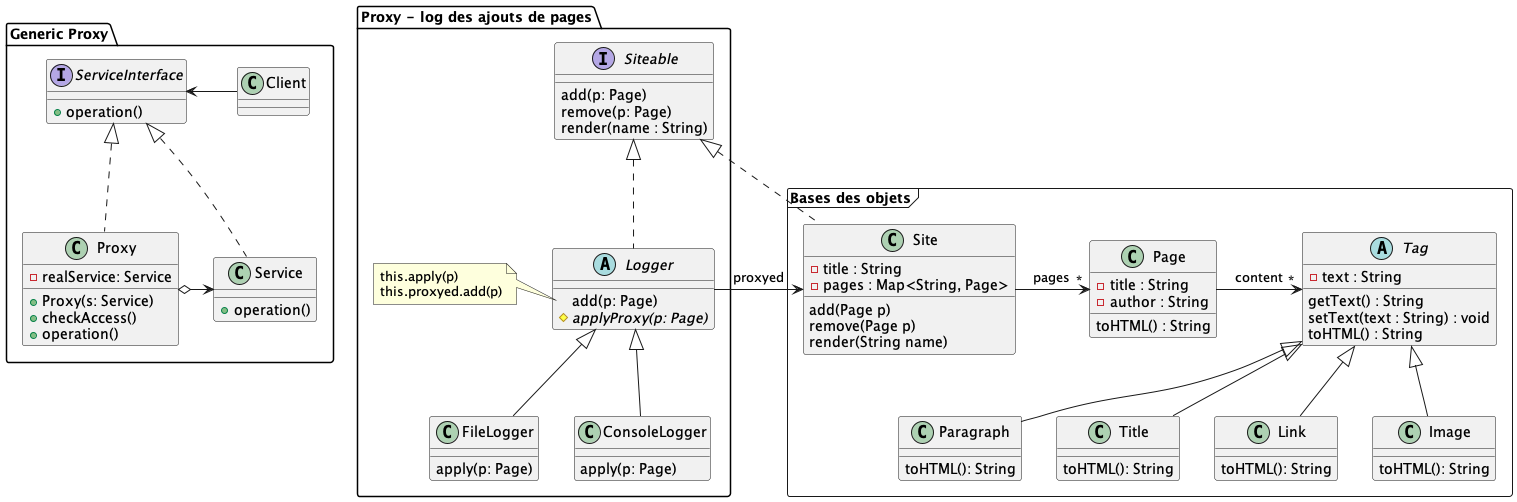 Generic Proxy
I ServiceInterface
operation()
C Client
C Proxy
realService: Service
Proxy(s: Service)
checkAccess()
operation()
C Service
operation()
Proxy - log des ajouts de pages
I Siteable
add(p: Page)
remove(p: Page)
render(name : String)
this.apply(p)
this.proxyed.add(p)
A Logger
add(p: Page)
applyProxy(p: Page)
proxyed
C FileLogger
apply(p: Page)
C ConsoleLogger
apply(p: Page)
Bases des objets
C Site
title : String
pages : Map<String, Page>
add(Page p)
remove(Page p)
render(String name)
pages *
C Page
title : String
author : String
toHTML() : String
content *
A Tag
text : String
getText() : String
setText(text : String) : void
toHTML() : String
C Paragraph
toHTML(): String
C Title
toHTML(): String
C Link
toHTML(): String
C Image
toHTML(): String